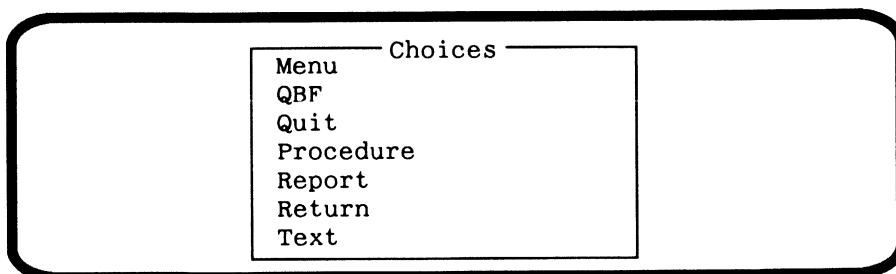 Choices
Menu
QBF
Quit
Procedure
Report
Return
Text